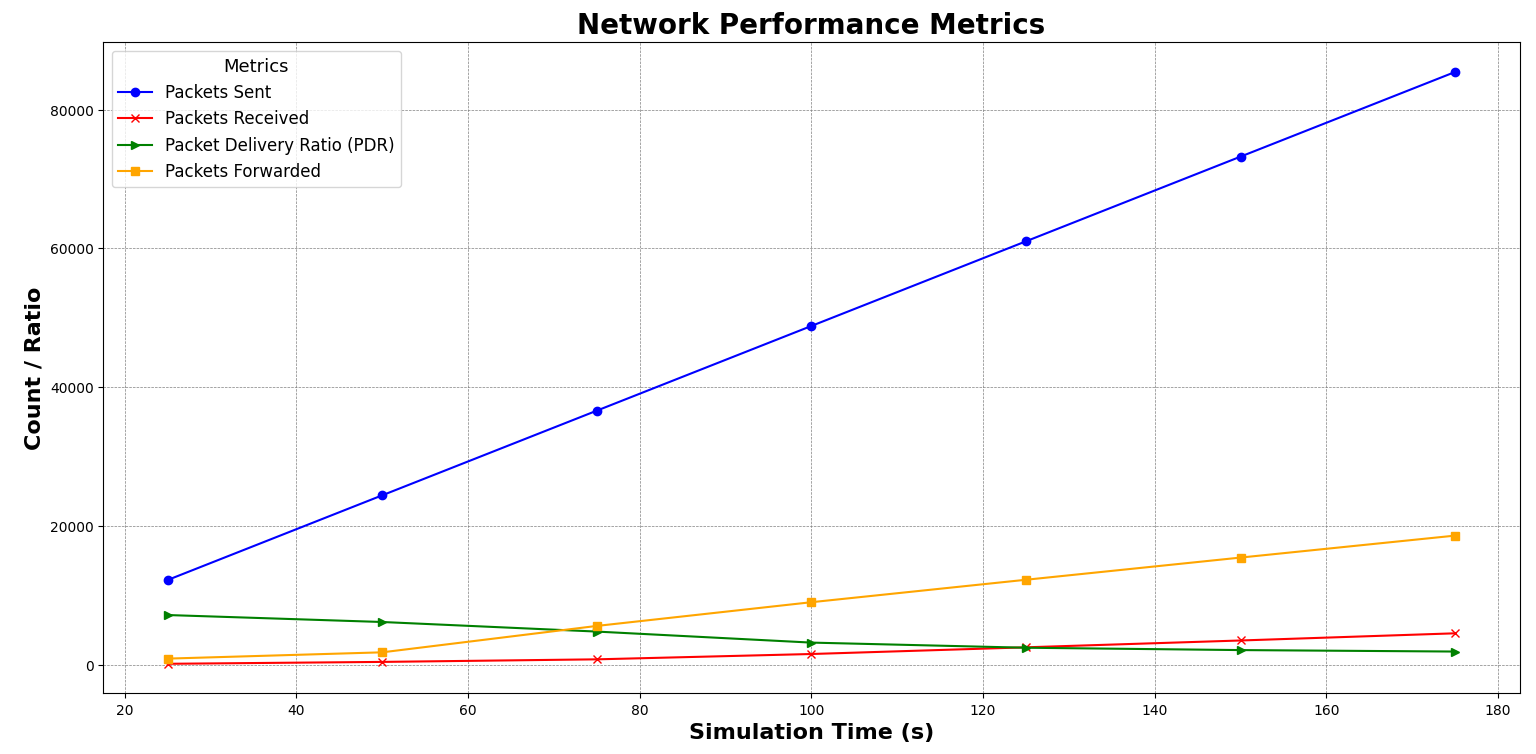 Network Performance Metrics
Metrics
Packets Sent
Packets Received
Packet Delivery Ratio (PDR)
Packets Forwarded
Count / Ratio
80000
60000
40000
20000
0
20 40 60 80 100 120 140 160 180
Simulation Time (s)